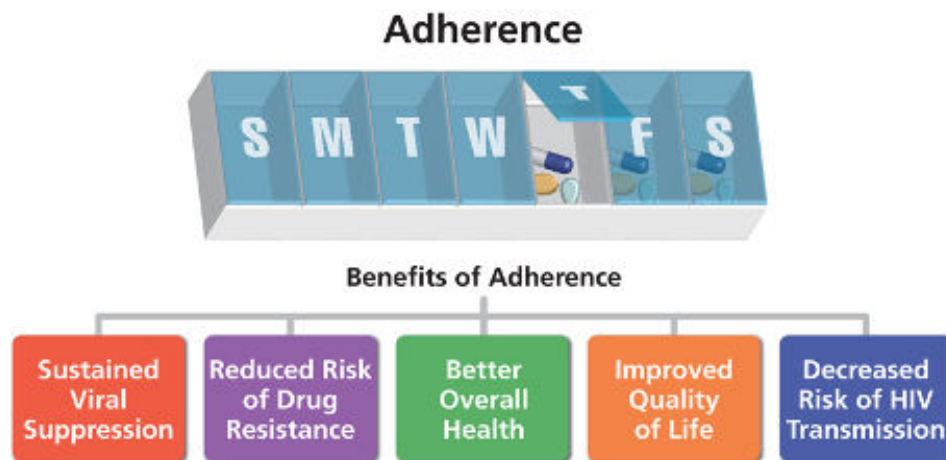 Adherence
S M T W T F S
Benefits of Adherence
Sustained
Viral
Suppression
Reduced Risk
of Drug
Resistance
Better
Overall
Health
Improved
Quality
of Life
Decreased
Risk of HIV
Transmission